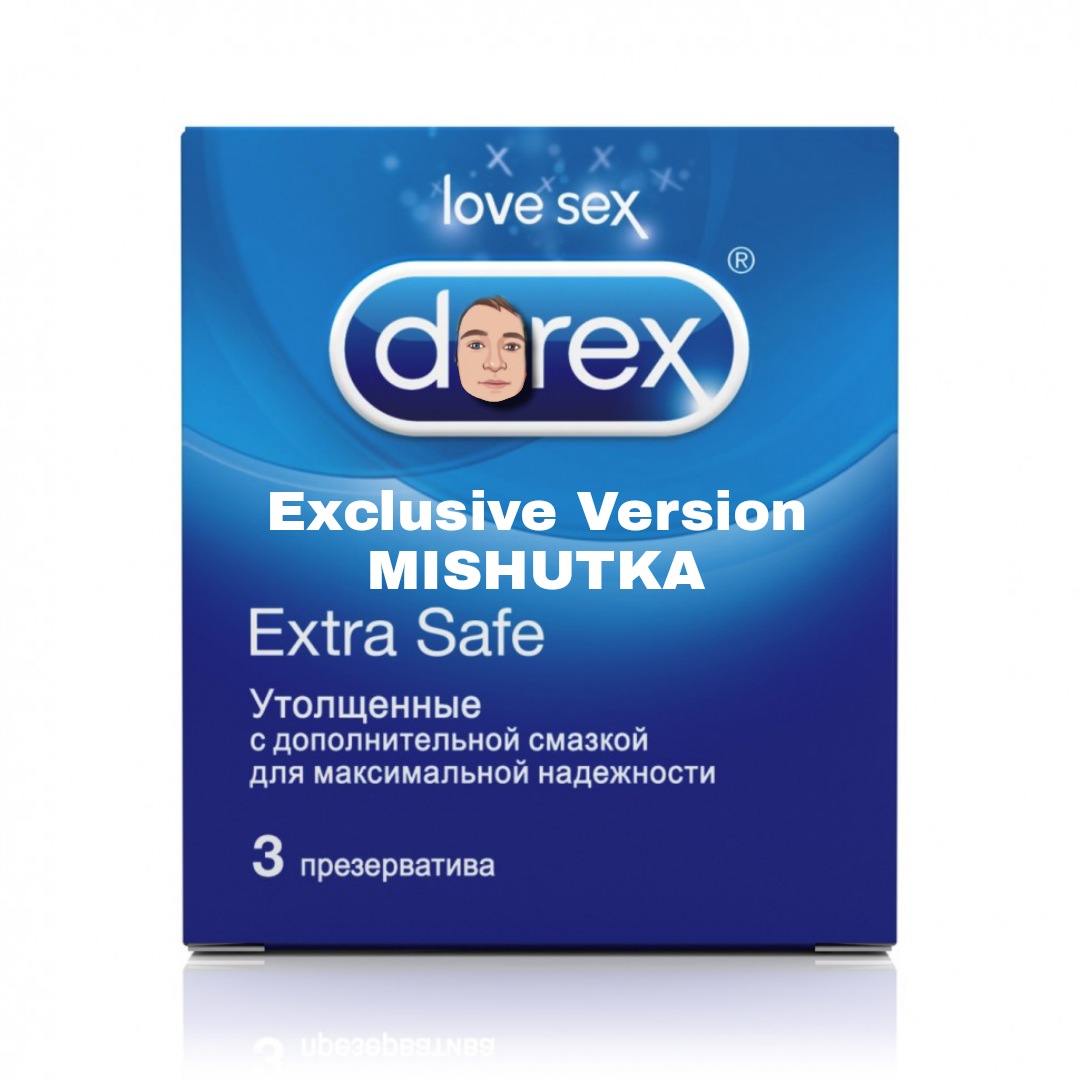 love sex
d rex ®
Exclusive Version
MISHUTKA
Extra Safe
Утолщенные
с дополнительной смазкой
для максимальной надежности
3 презерватива